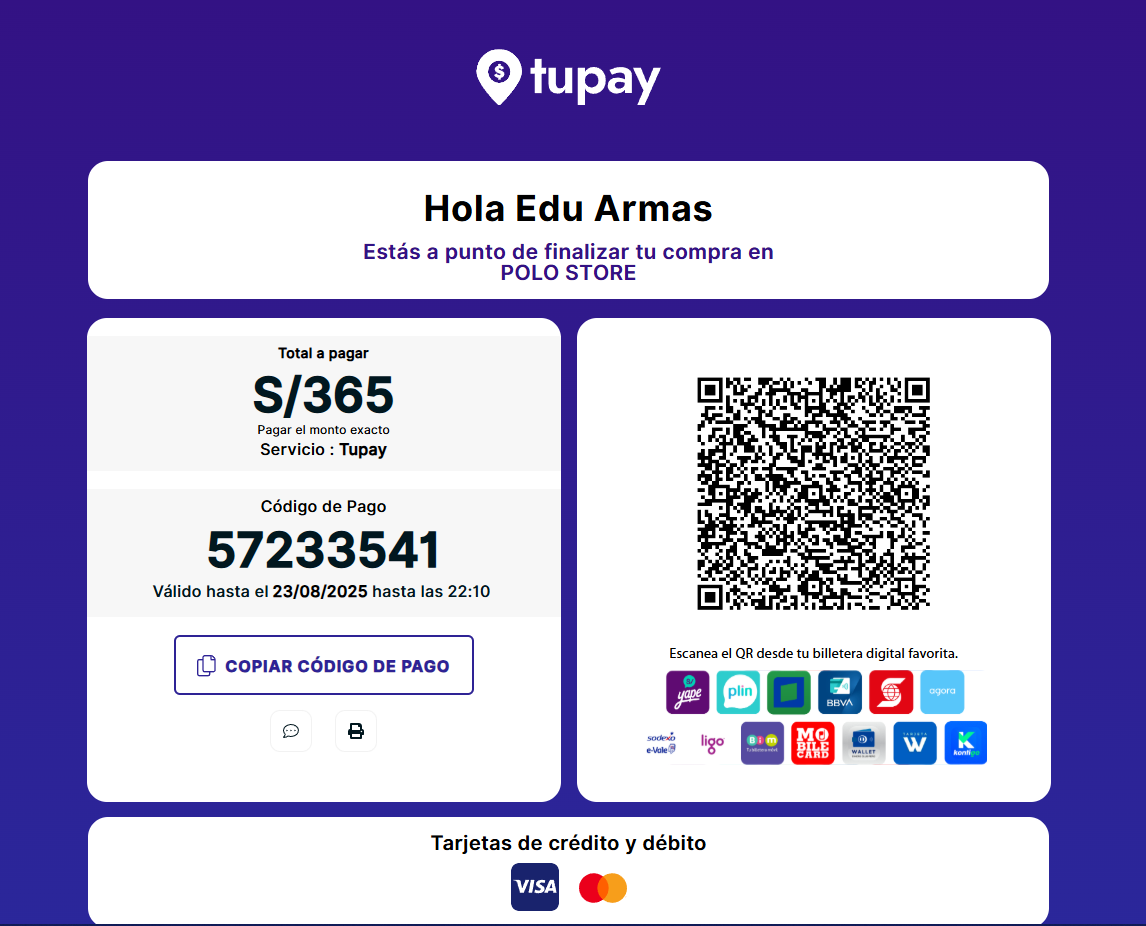 tupay
Hola Edu Armas
Estás a punto de finalizar tu compra en
POLO STORE
Total a pagar
S/365
Pagar el monto exacto
Servicio : Tupay
Código de Pago
57233541
Válido hasta el 23/08/2025 hasta las 22:10
COPIAR CÓDIGO DE PAGO
Escanea el QR desde tu billetera digital favorita.
S/ yape plin BBVA agora
sodexo
e-Vale
ligo
BIM
MOBILE CARD
WALLET
TARJETA
W
K
kontigo
Tarjetas de crédito y débito
VISA